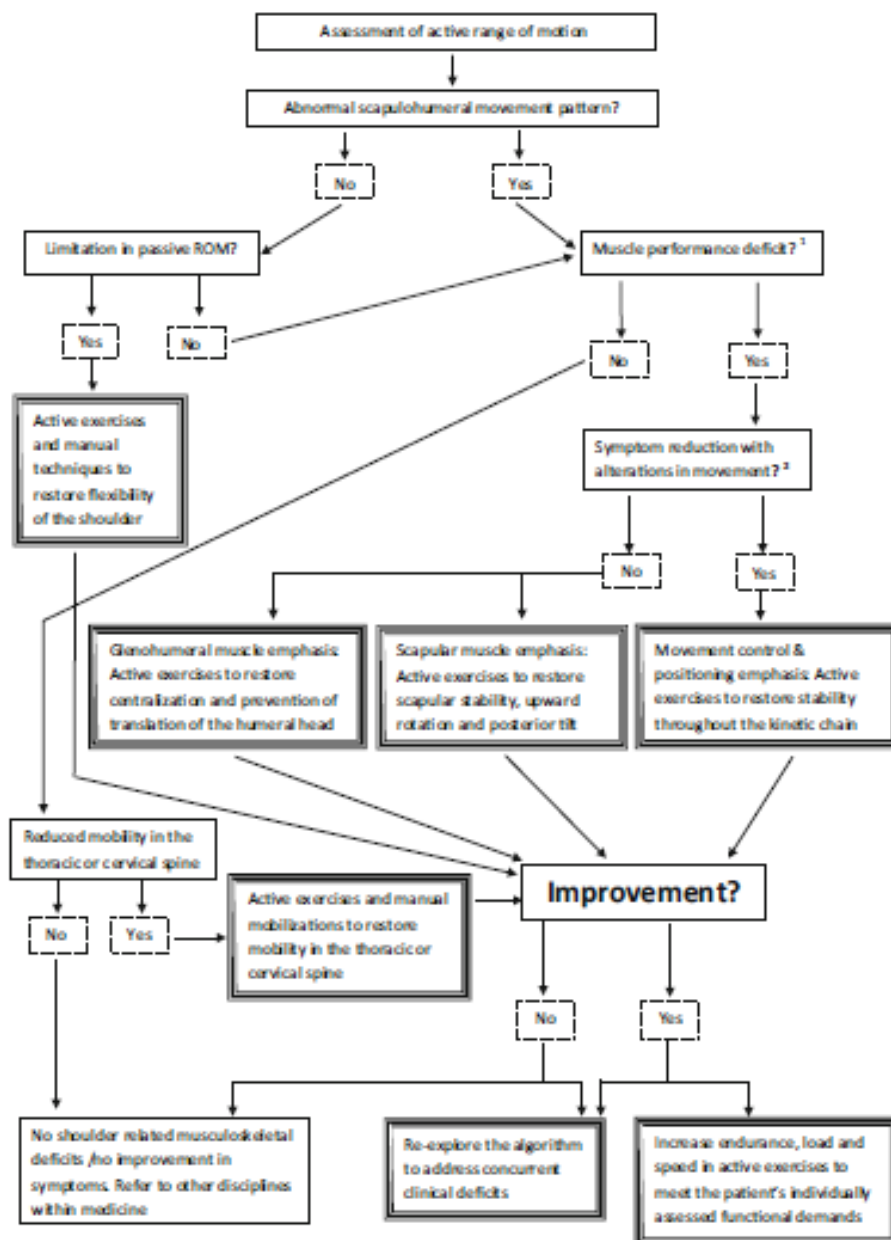 Assessment of active range of motion
Abnormal scapulohumeral movement pattern?
No
Yes
Limitation in passive ROM?
Muscle performance deficit? 1
Yes
No
No
Yes
Active exercises
and manual
techniques to
restore flexibility
of the shoulder
Symptom reduction with
alterations in movement? 2
No
Yes
Glenohumeral muscle emphasis:
Active exercises to restore
centralization and prevention of
translation of the humeral head
Scapular muscle emphasis:
Active exercises to restore
scapular stability, upward
rotation and posterior tilt
Movement control &
positioning emphasis: Active
exercises to restore stability
throughout the kinetic chain
Reduced mobility in the
thoracic or cervical spine
Improvement?
Active exercises and manual
mobilizations to restore
mobility in the thoracic or
cervical spine
No
Yes
No
Yes
No shoulder related musculoskeletal
deficits /no improvement in
symptoms. Refer to other disciplines
within medicine
Re-explore the algorithm
to address concurrent
clinical deficits
Increase endurance, load and
speed in active exercises to
meet the patient's individually
assessed functional demands